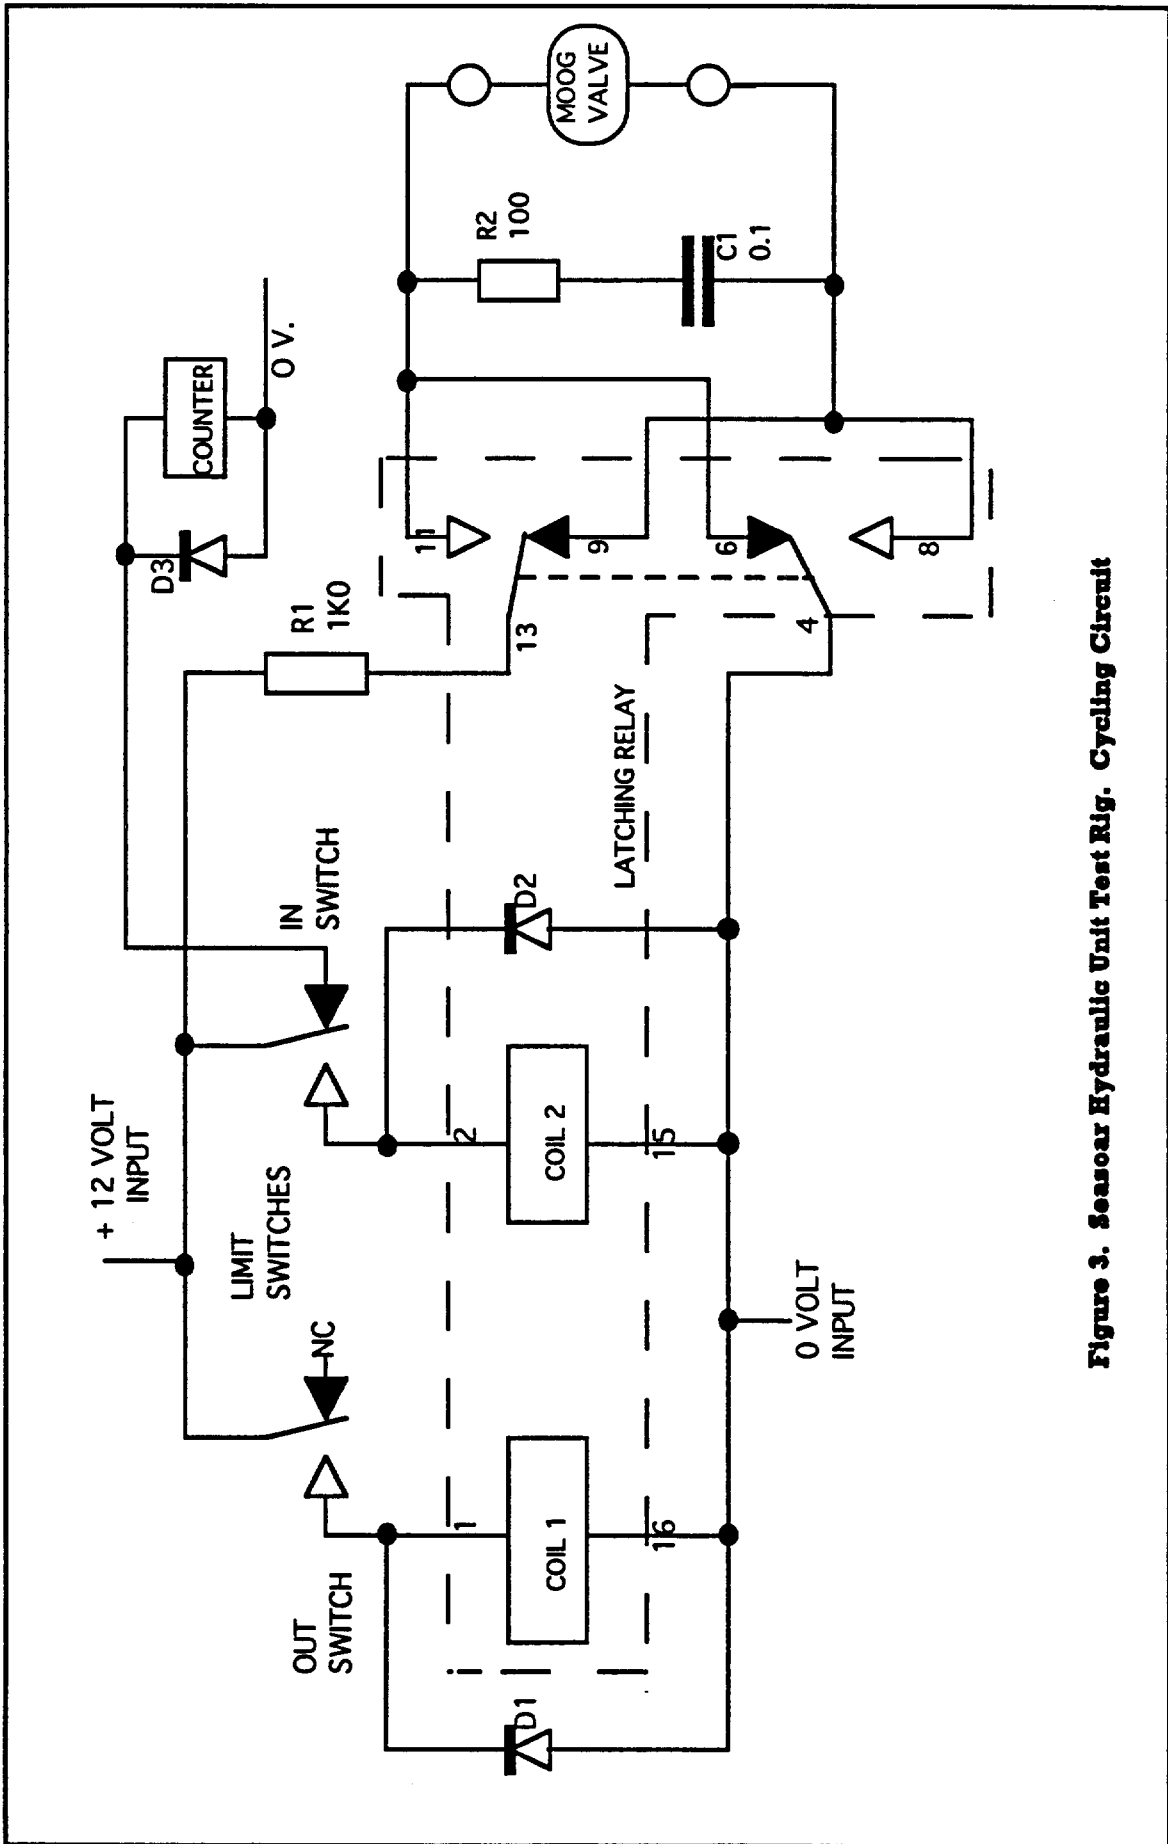 + 12 VOLT
INPUT
LIMIT
SWITCHES
OUT
SWITCH
NC
IN
SWITCH
D3
COUNTER
0 V.
R1
1K0
D1
1
COIL 1
16
2
COIL 2
15
D2
LATCHING RELAY
13
11
9
6
4
8
R2
100
C1
0.1
MOOG
VALVE
0 VOLT
INPUT
Figure 3. Seasoar Hydraulic Unit Test Rig. Cycling Circuit